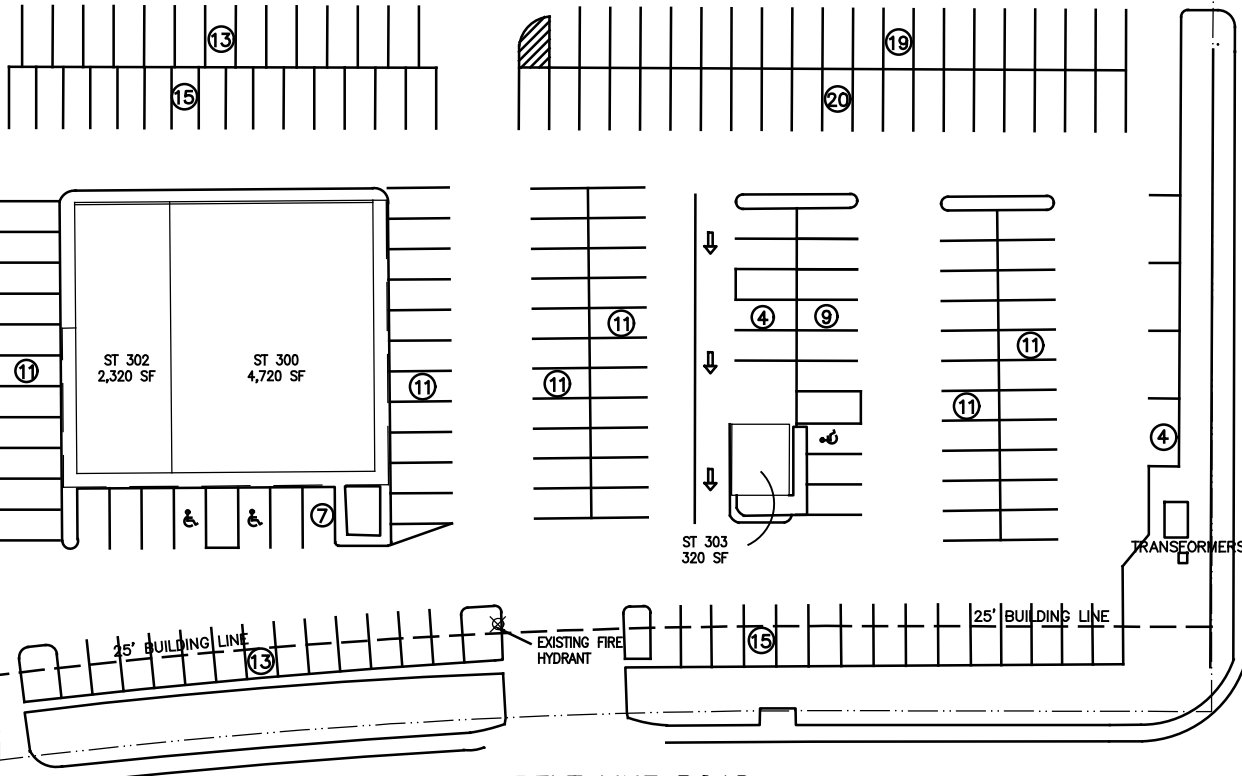 13
19
15
20
11
4
9
11
ST 302
2,320 SF
ST 300
4,720 SF
11
11
11
11
11
4
7
ST 303
320 SF
TRANSFORMERS
25' BUILDING LINE
25' BUILDING LINE
13
EXISTING FIRE
HYDRANT
15